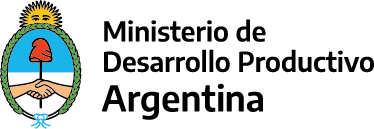 Ministerio de
Desarrollo Productivo
Argentina